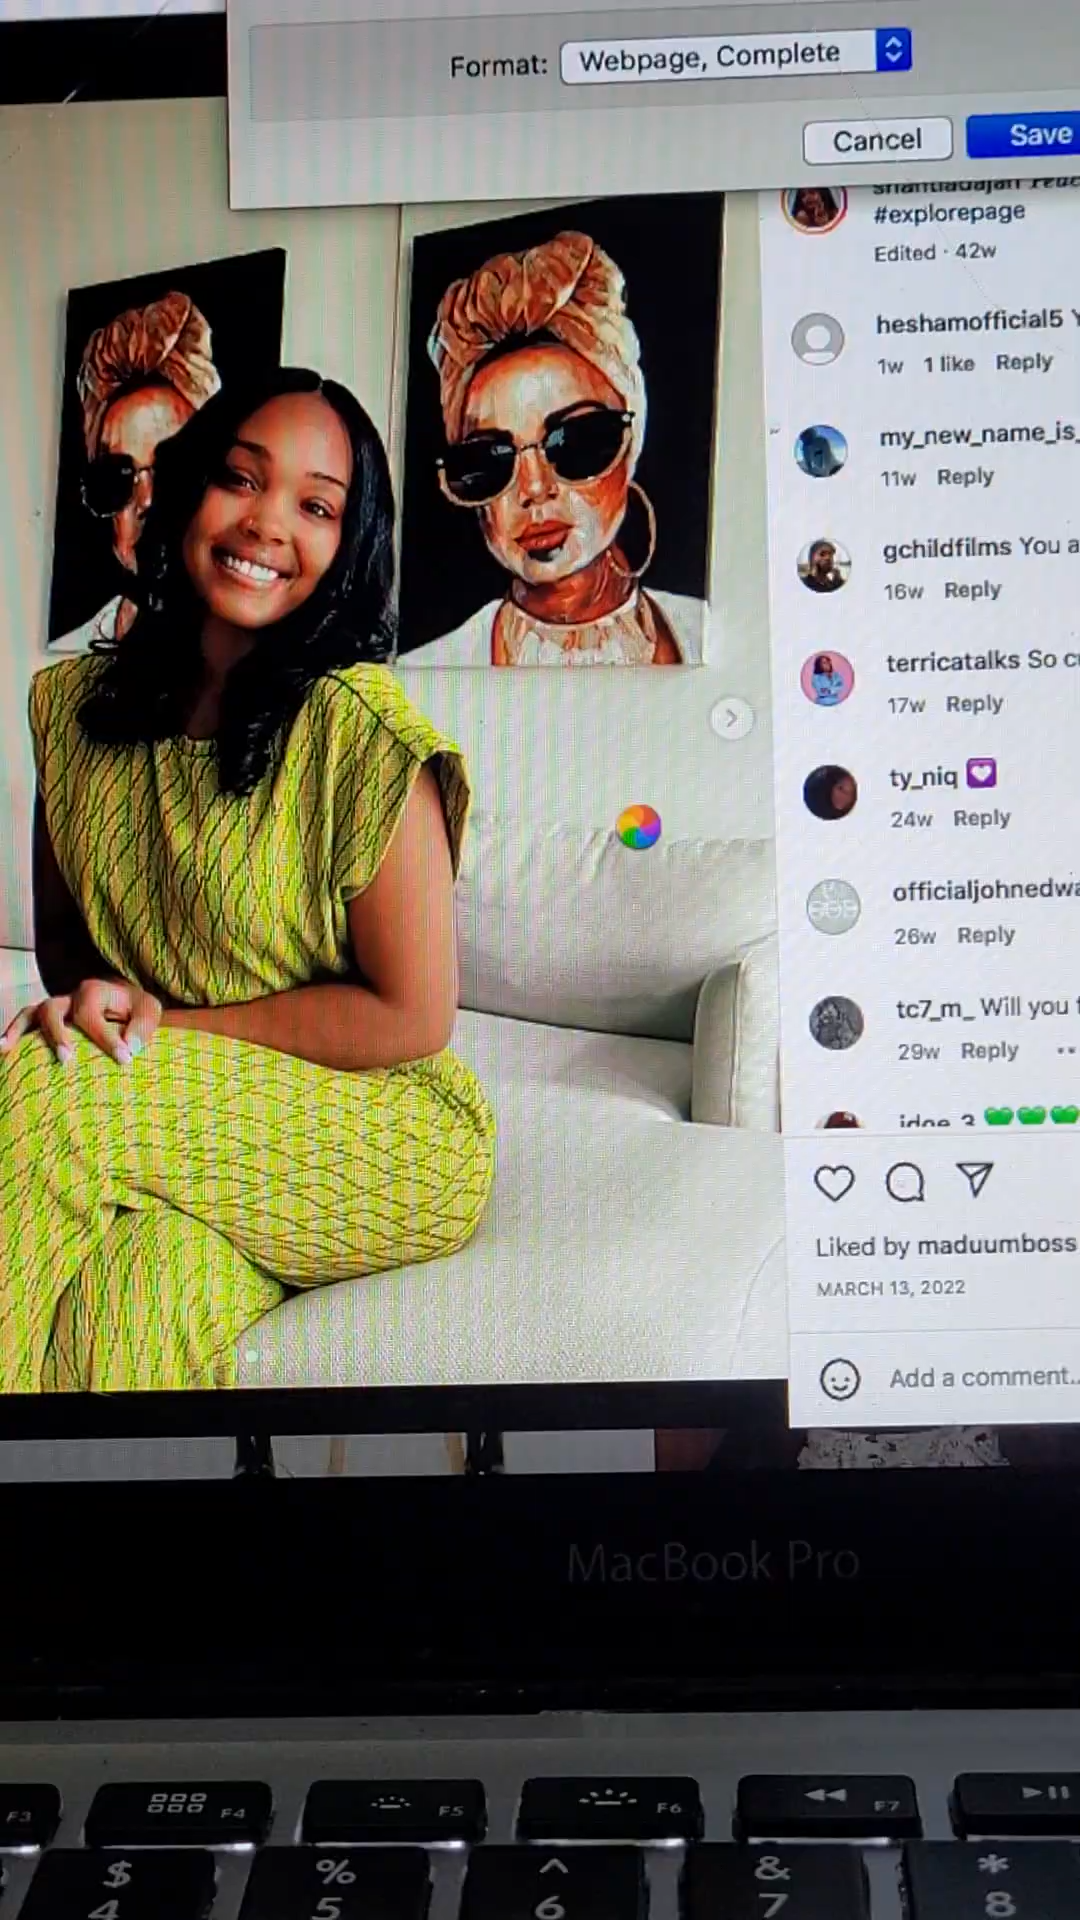 Format: Webpage, Complete
Cancel Save
#explorepage
Edited · 42w
heshamofficial5
1w 1 like Reply
my_new_name_is_
11w Reply
gchildfilms You a
16w Reply
terricatalks So
17w Reply
ty_niq
24w Reply
officialjohnedwa
26w Reply
tc7_m_ Will you
29w Reply
Liked by maduumboss
MARCH 13, 2022
Add a comment..
MacBook Pro
F3 F4 F5 F6 F7
$ % ^ & *
4 5 6 7 8